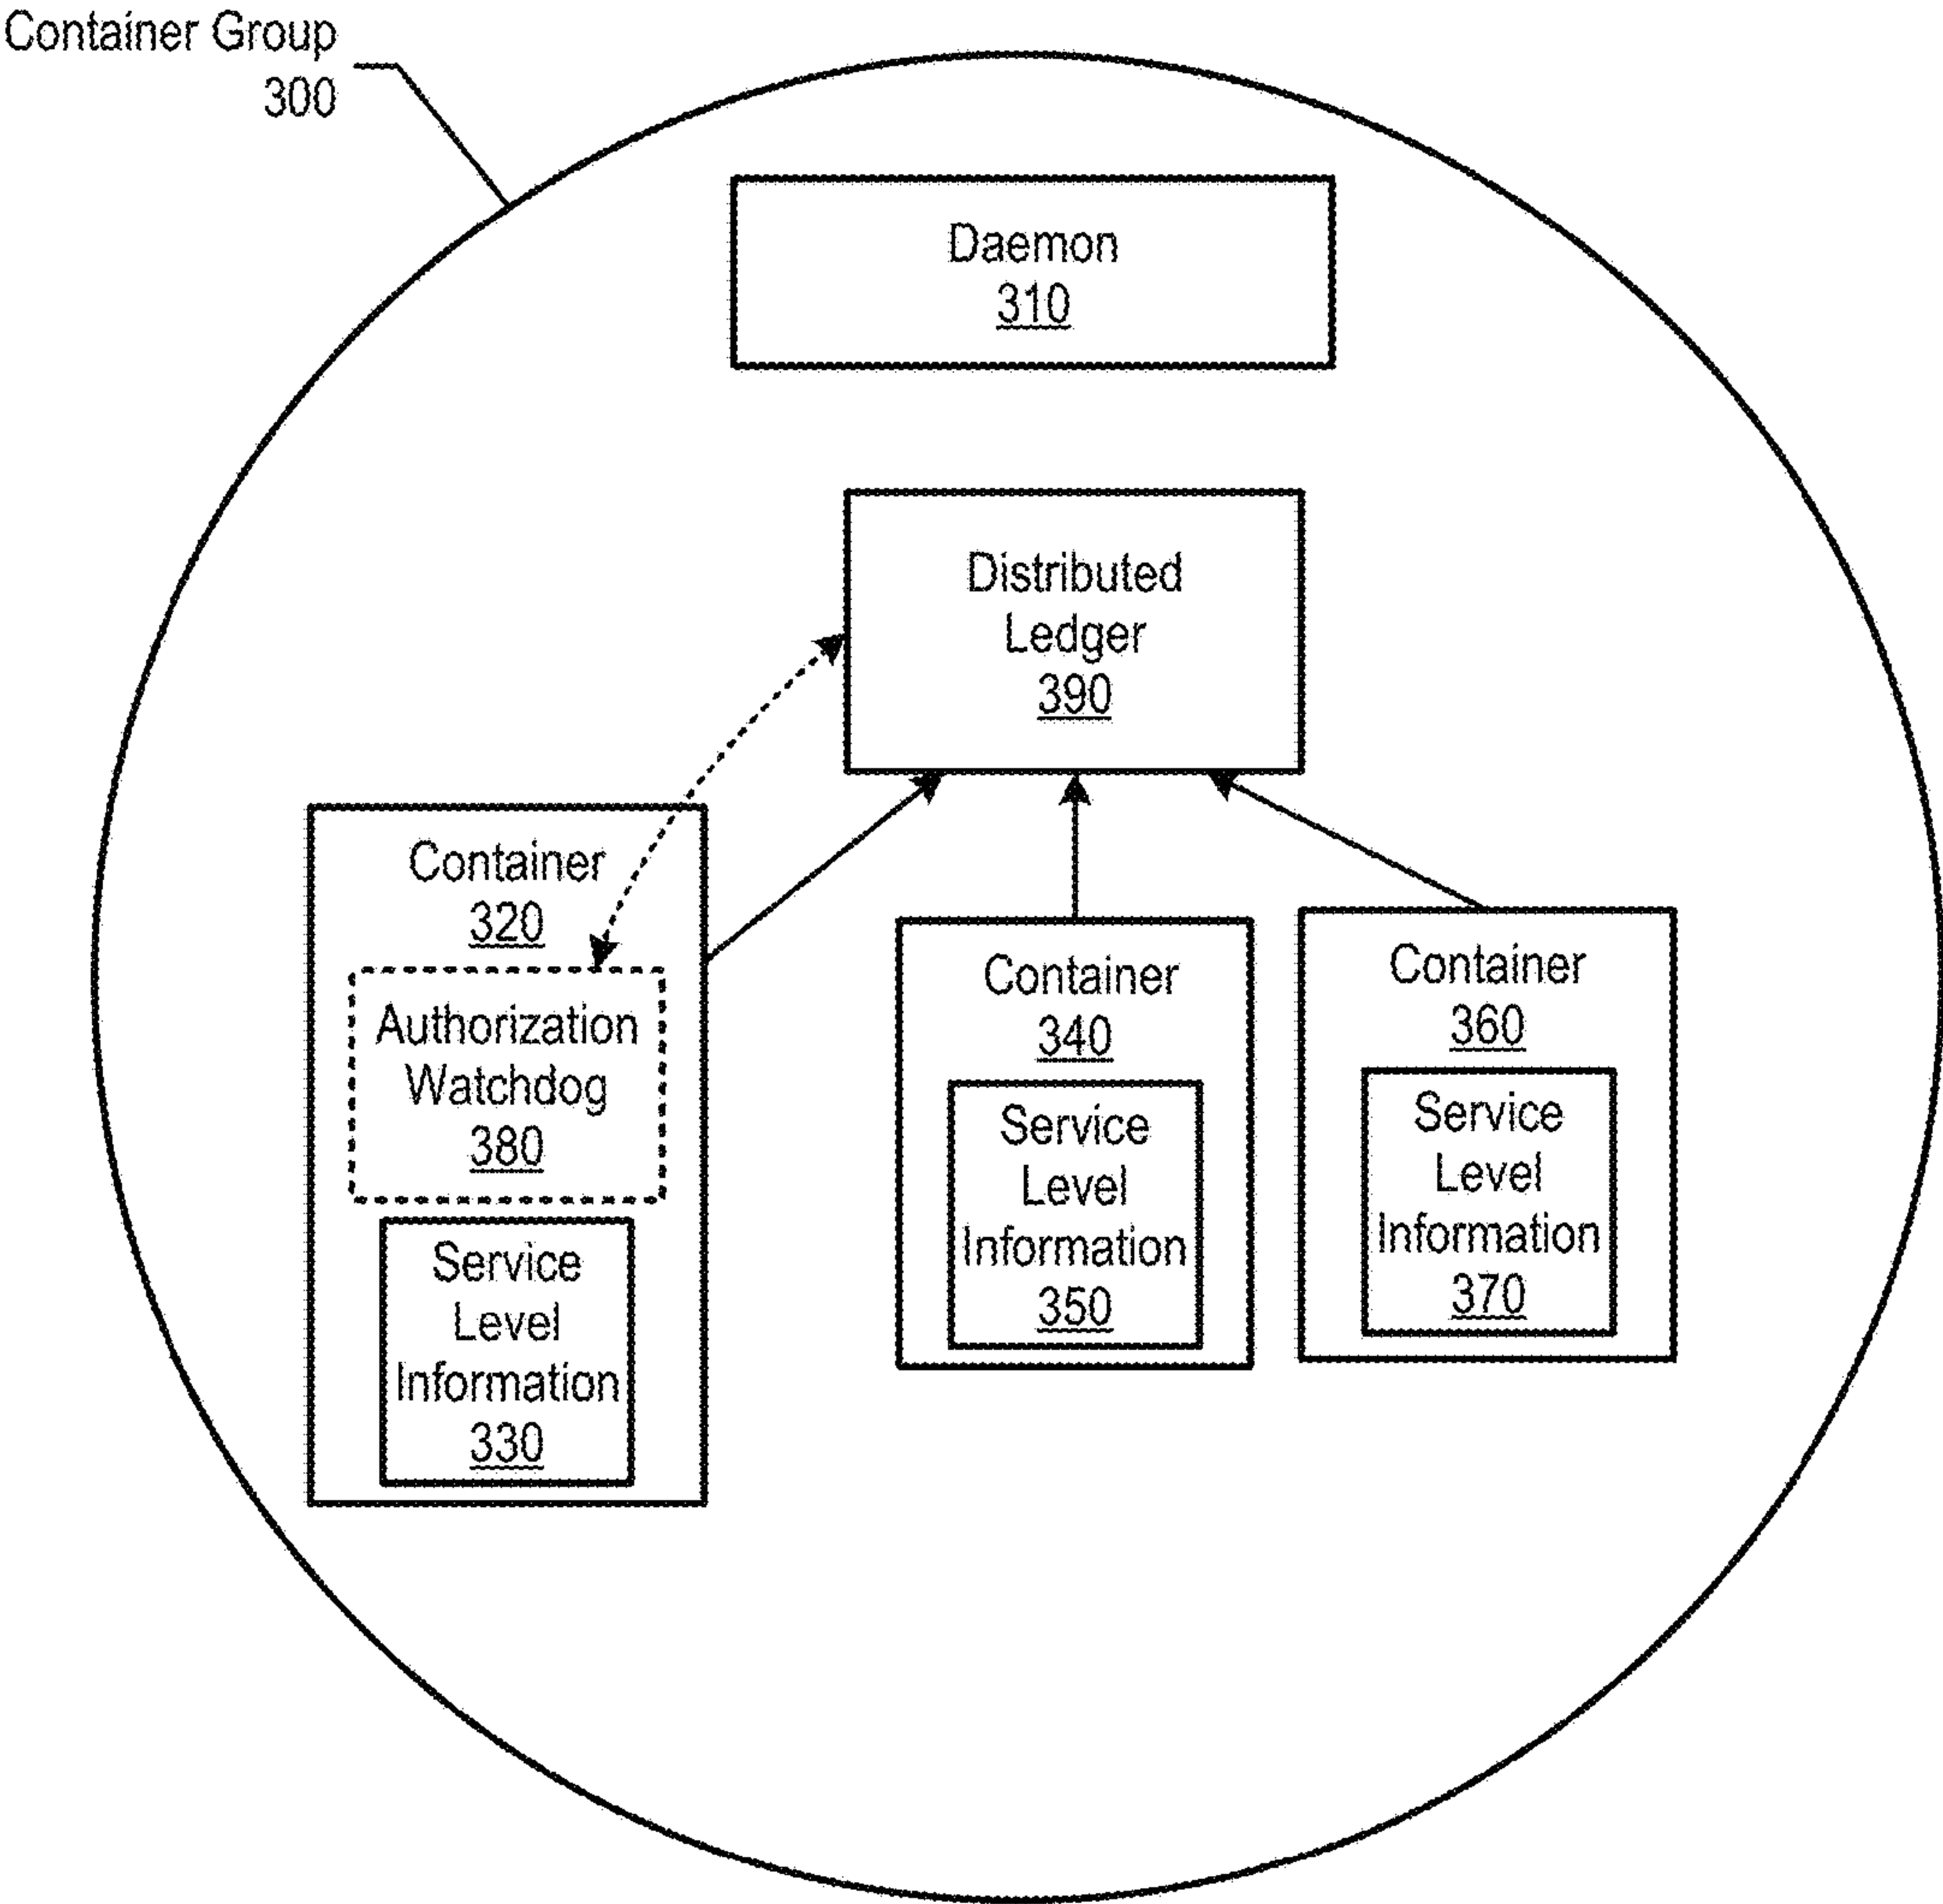 Container Group
300
Daemon
310
Distributed
Ledger
390
Container
320
Authorization
Watchdog
380
Service
Level
Information
330
Container
340
Service
Level
Information
350
Container
360
Service
Level
Information
370